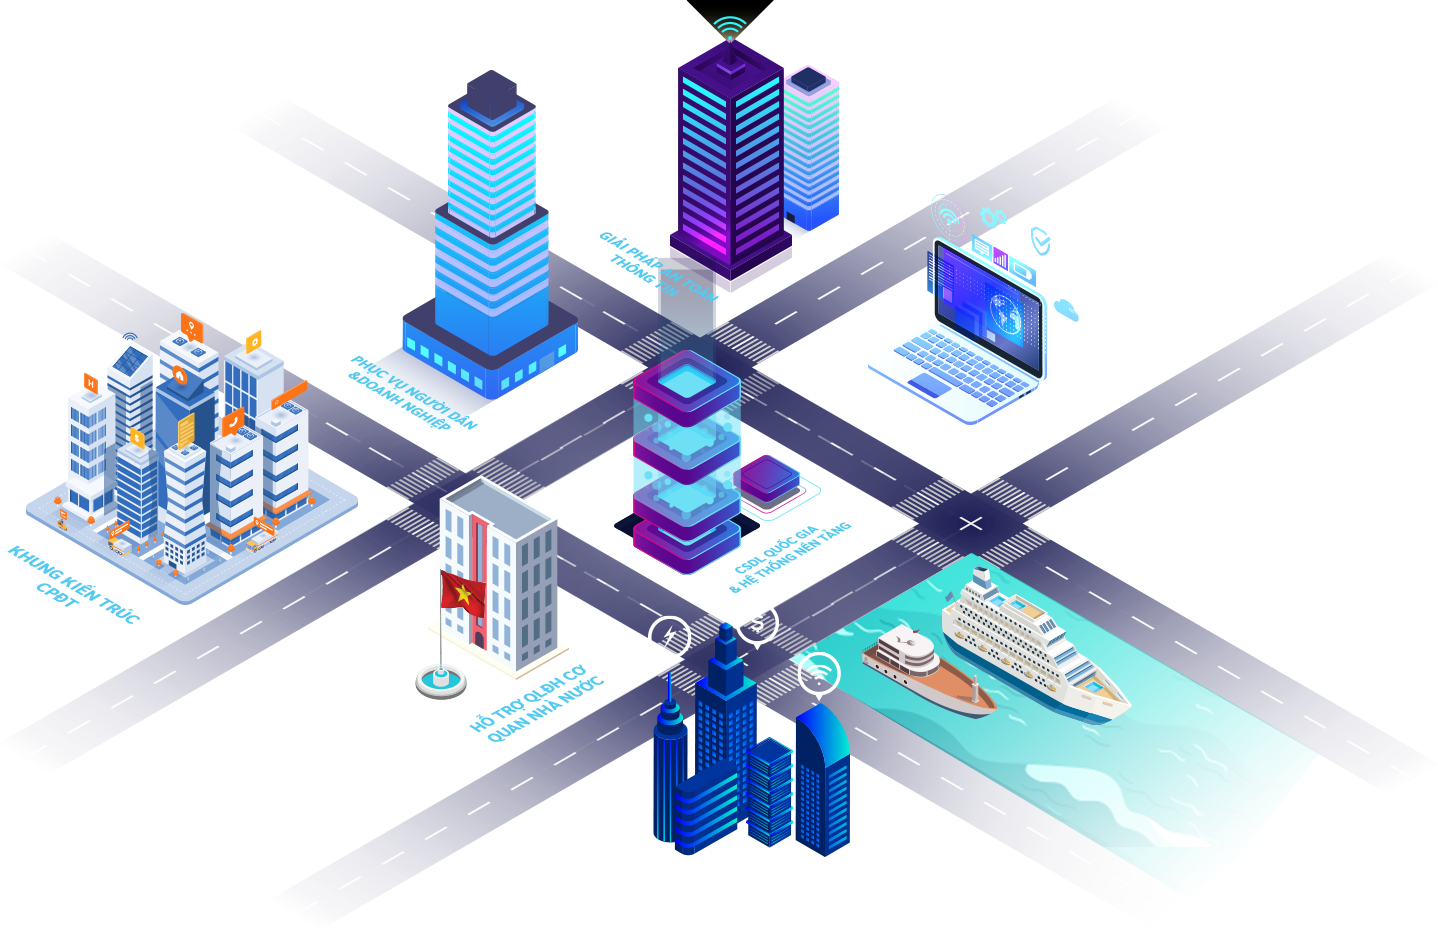 GIẢI PHÁP AN TOÀN
THÔNG TIN
PHỤC VỤ NGƯỜI DÂN
&DOANH NGHIỆP
H
$
KHUNG KIẾN TRÚC
CPĐT
CSDL QUỐC GIA
& HỆ THỐNG NỀN TẢNG
HỖ TRỢ QLĐH CƠ
QUAN NHÀ NƯỚC
$